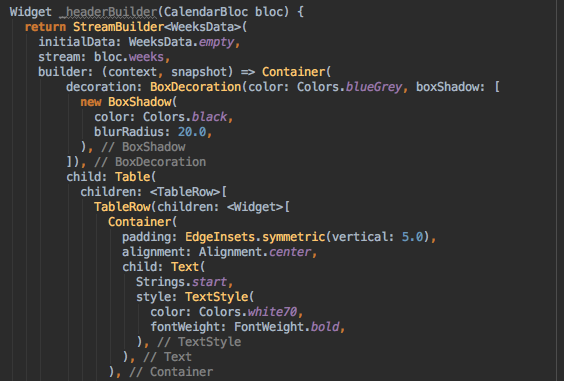 Widget _headerBuilder(CalendarBloc bloc) {
return StreamBuilder<WeeksData>(
initialData: WeeksData.empty,
stream: bloc.weeks,
builder: (context, snapshot) => Container(
decoration: BoxDecoration(color: Colors.blueGrey, boxShadow: [
new BoxShadow(
color: Colors.black,
blurRadius: 20.0,
), // BoxShadow
]), // BoxDecoration
child: Table(
children: <TableRow>[
TableRow(children: <Widget>[
Container(
padding: EdgeInsets.symmetric(vertical: 5.0),
alignment: Alignment.center,
child: Text(
Strings.start,
style: TextStyle(
color: Colors.white70,
fontWeight: FontWeight.bold,
), // TextStyle
), // Text
), // Container